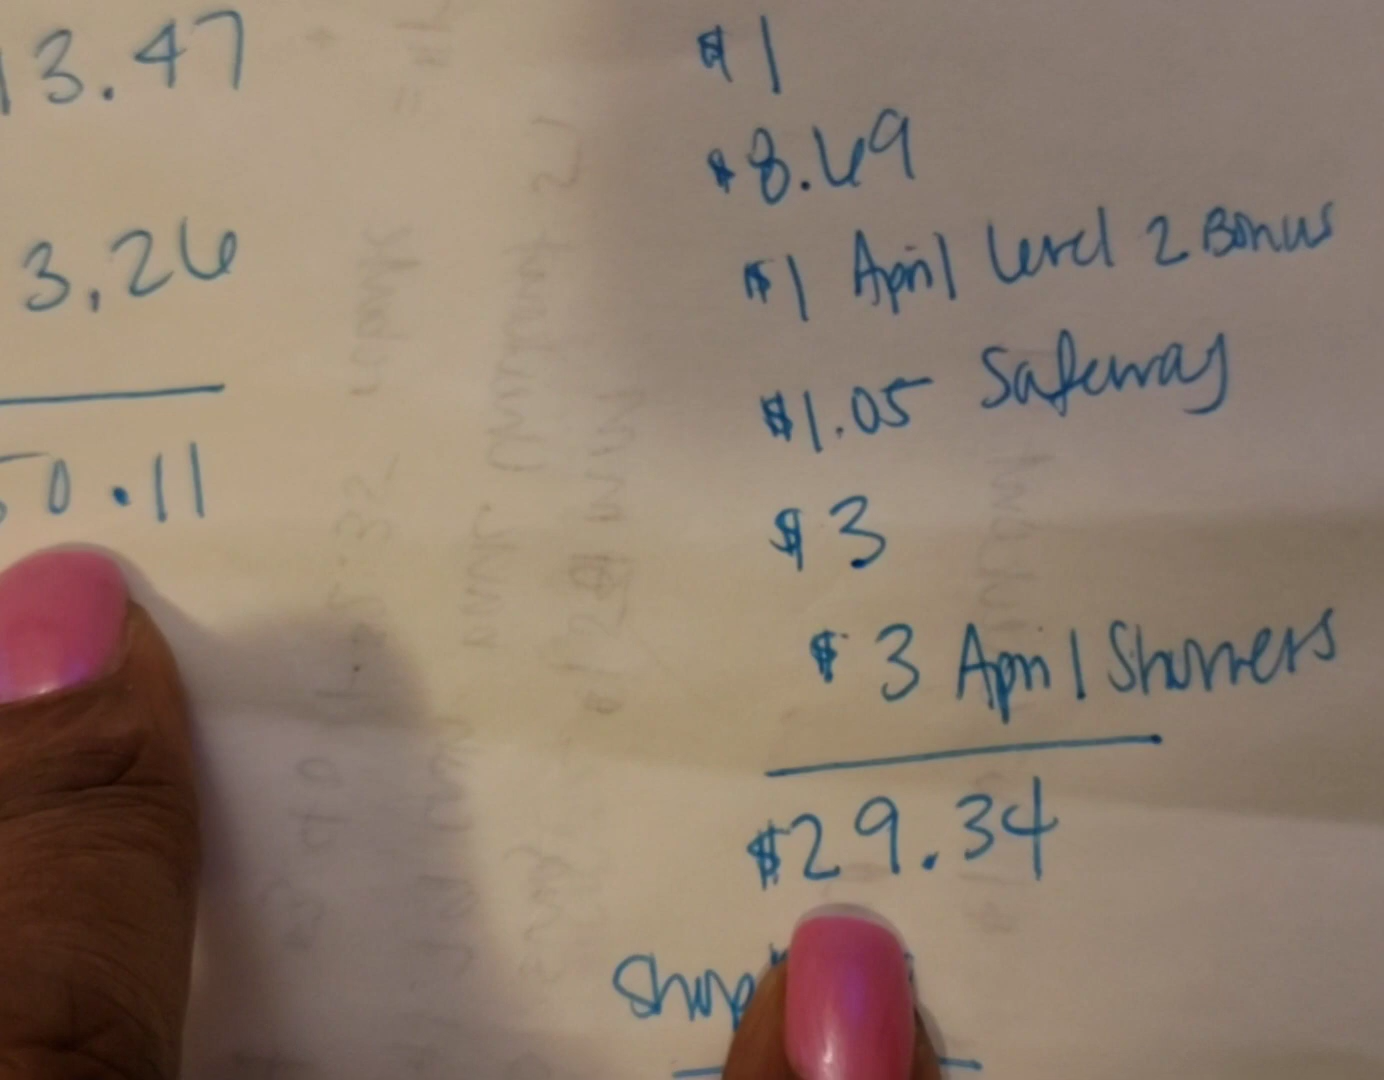 13.47
3.26
50.11
$1
$8.69
$1 April Level 2 Bonus
$1.05 Safeway
$3
$3 April Showers
$29.34